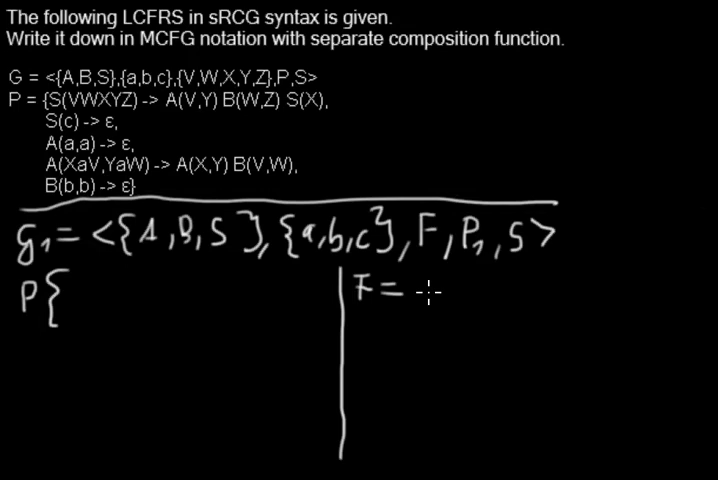 The following LCFRS in sRCG syntax is given.
Write it down in MCFG notation with separate composition function.
G = <{A,B,S},{a,b,c},{V,W,X,Y,Z},P,S>
P = {S(VWXYZ) -> A(V,Y) B(W,Z) S(X),
S(c) -> ε,
A(a,a) -> ε,
A(XaV,YaW) -> A(X,Y) B(V,W),
B(b,b) -> ε}
G₁ = <{A,B,S}, {a,b,c}, F, P₁, S>
P{
F =